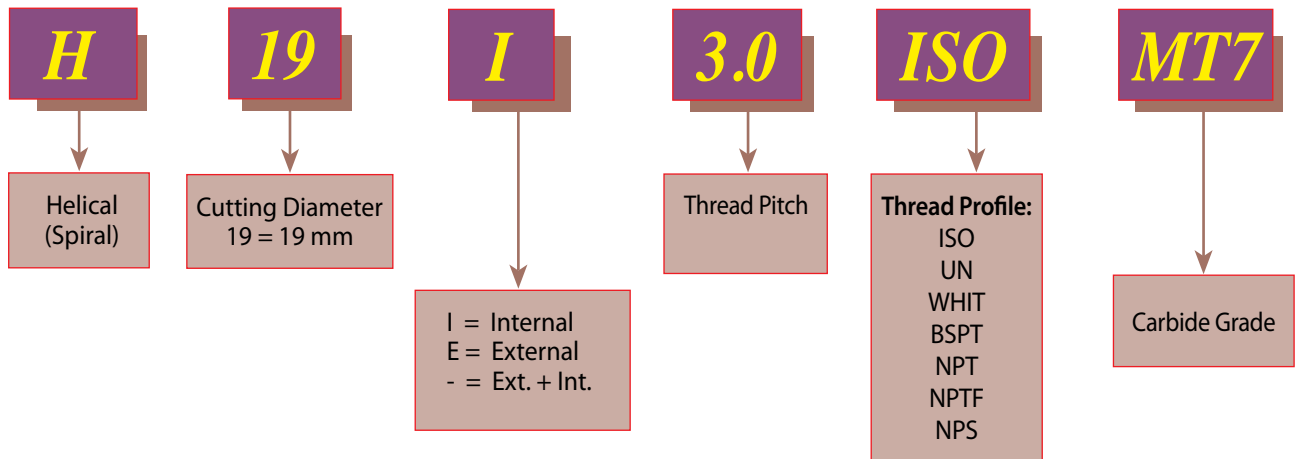 H 19 I 3.0 ISO MT7
Helical
(Spiral)
Cutting Diameter
19 = 19 mm
I = Internal
E = External
- = Ext. + Int.
Thread Pitch
Thread Profile:
ISO
UN
WHIT
BSPT
NPT
NPTF
NPS
Carbide Grade